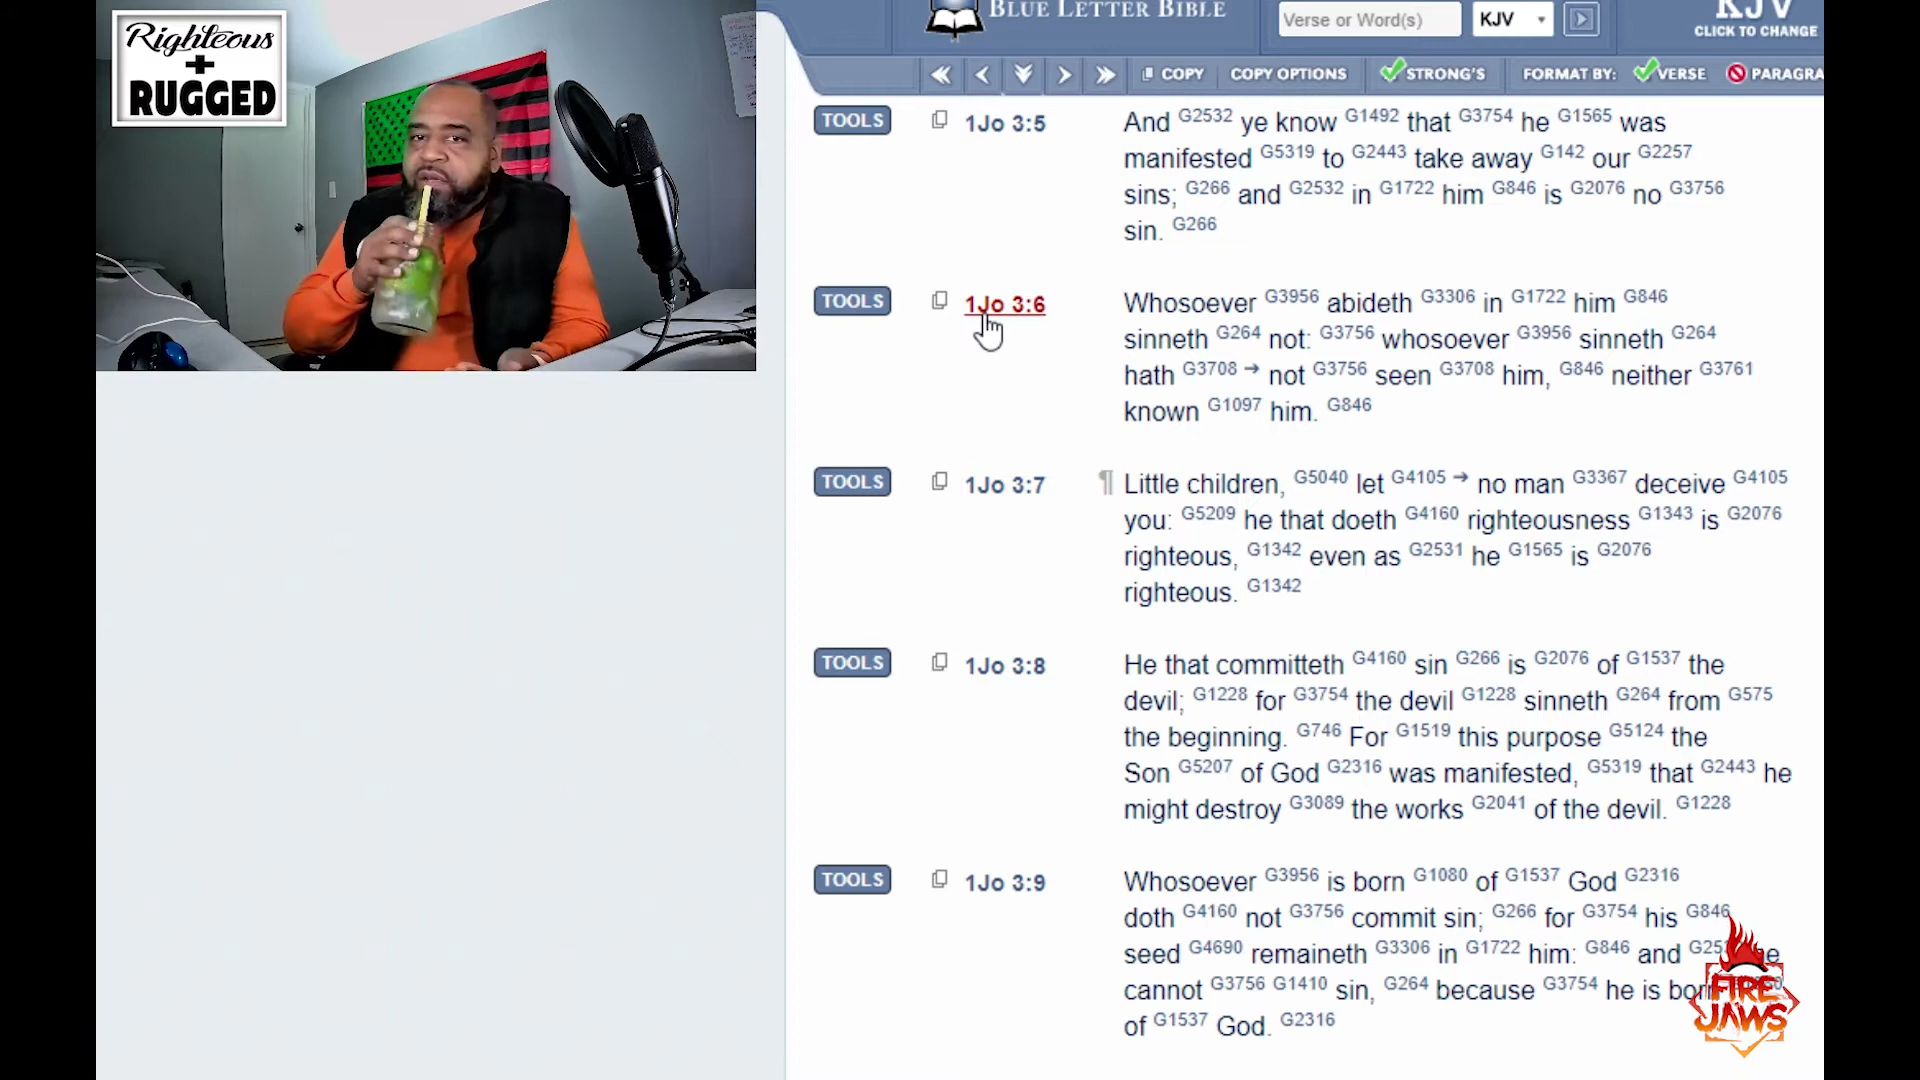 Righteous
+
RUGGED
BLUE LETTER BIBLE
Verse or Word(s)
KJV
KJV
CLICK TO CHANGE
COPY
COPY OPTIONS
STRONG'S
FORMAT BY:
VERSE
PARAGRA
TOOLS
1Jo 3:5
And G2532 ye know G1492 that G3754 he G1565 was
manifested G5319 to G2443 take away G142 our G2257
sins; G266 and G2532 in G1722 him G846 is G2076 no G3756
sin. G266
TOOLS
1Jo 3:6
Whosoever G3956 abideth G3306 in G1722 him G846
sinneth G264 not: G3756 whosoever G3956 sinneth G264
hath G3708 → not G3756 seen G3708 him, G846 neither G3761
known G1097 him. G846
TOOLS
1Jo 3:7
¶ Little children, G5040 let G4105 → no man G3367 deceive G4105
you: G5209 he that doeth G4160 righteousness G1343 is G2076
righteous, G1342 even as G2531 he G1565 is G2076
righteous. G1342
TOOLS
1Jo 3:8
He that committeth G4160 sin G266 is G2076 of G1537 the
devil; G1228 for G3754 the devil G1228 sinneth G264 from G575
the beginning. G746 For G1519 this purpose G5124 the
Son G5207 of God G2316 was manifested, G5319 that G2443 he
might destroy G3089 the works G2041 of the devil. G1228
TOOLS
1Jo 3:9
Whosoever G3956 is born G1080 of G1537 God G2316
doth G4160 not G3756 commit sin; G266 for G3754 his G846
seed G4690 remaineth G3306 in G1722 him: G846 and
cannot G3756 G1410 sin, G264 because G3754 he is
of G1537 God. G2316
FIRE
JAWS